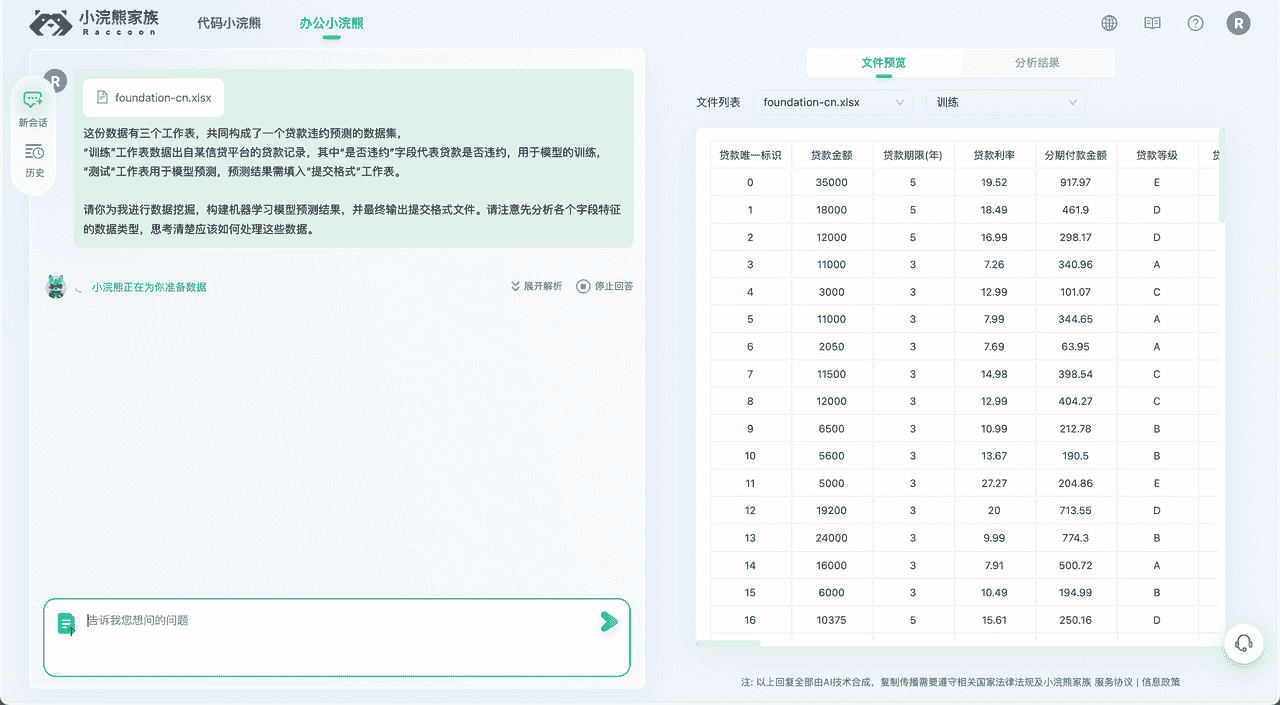 小浣熊家族
Raccoon
代码小浣熊
办公小浣熊
R
R
新会话
历史
foundation-cn.xlsx
这份数据有三个工作表，共同构成了一个贷款违约预测的数据集，
“训练”工作表数据出自某信贷平台的贷款记录，其中“是否违约”字段代表贷款是否违约，用于模型的训练，
“测试”工作表用于模型预测，预测结果需填入“提交格式”工作表。
请你为我进行数据挖掘，构建机器学习模型预测结果，并最终输出提交格式文件。请注意先分析各个字段特征
的数据类型，思考清楚应该如何处理这些数据。
小浣熊正在为你准备数据
展开解析
停止回答
告诉我您想问的问题
文件预览
分析结果
文件列表
foundation-cn.xlsx
训练
贷款唯一标识 贷款金额 贷款期限(年) 贷款利率 分期付款金额 贷款等级
0 35000 5 19.52 917.97 E
1 18000 5 18.49 461.9 D
2 12000 5 16.99 298.17 D
3 11000 3 7.26 340.96 A
4 3000 3 12.99 101.07 C
5 11000 3 7.99 344.65 A
6 2050 3 7.69 63.95 A
7 11500 3 14.98 398.54 C
8 12000 3 12.99 404.27 C
9 6500 3 10.99 212.78 B
10 5600 3 13.67 190.5 B
11 5000 3 27.27 204.86 E
12 19200 3 20 713.55 D
13 24000 3 9.99 774.3 B
14 16000 3 7.91 500.72 A
15 6000 3 10.49 194.99 B
16 10375 5 15.61 250.16 D
注: 以上回复全部由AI技术合成，复制传播需要遵守相关国家法律法规及小浣熊家族 服务协议 | 信息政策